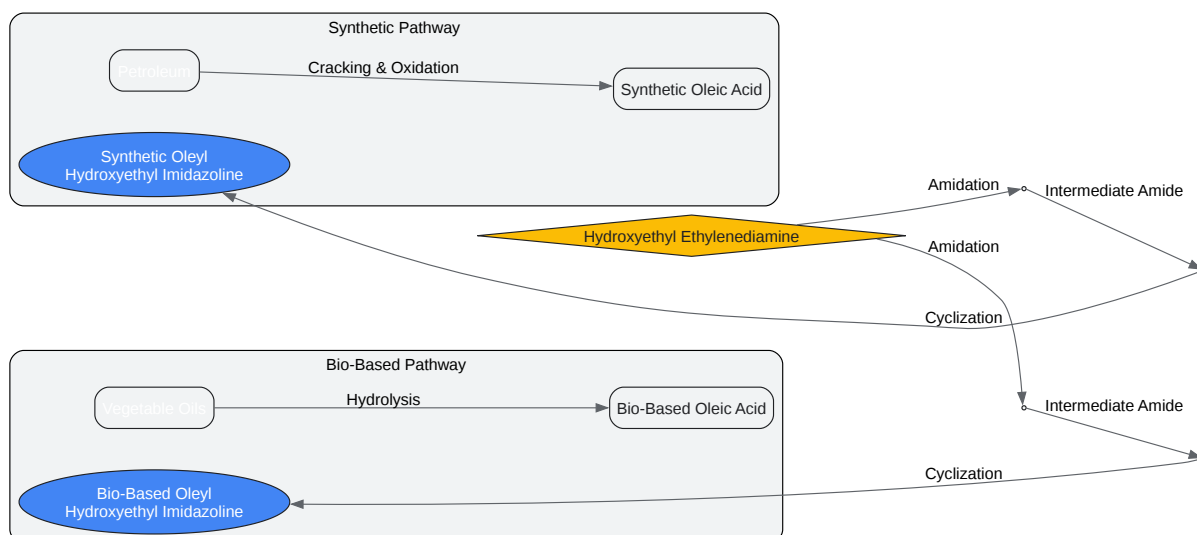 Synthetic Pathway
Petroleum
Cracking & Oxidation
Synthetic Oleic Acid
Synthetic Oleyl
Hydroxyethyl Imidazoline
Amidation
Intermediate Amide
Hydroxyethyl Ethylenediamine
Amidation
Cyclization
Bio-Based Pathway
Vegetable Oils
Hydrolysis
Bio-Based Oleic Acid
Intermediate Amide
Cyclization
Bio-Based Oleyl
Hydroxyethyl Imidazoline